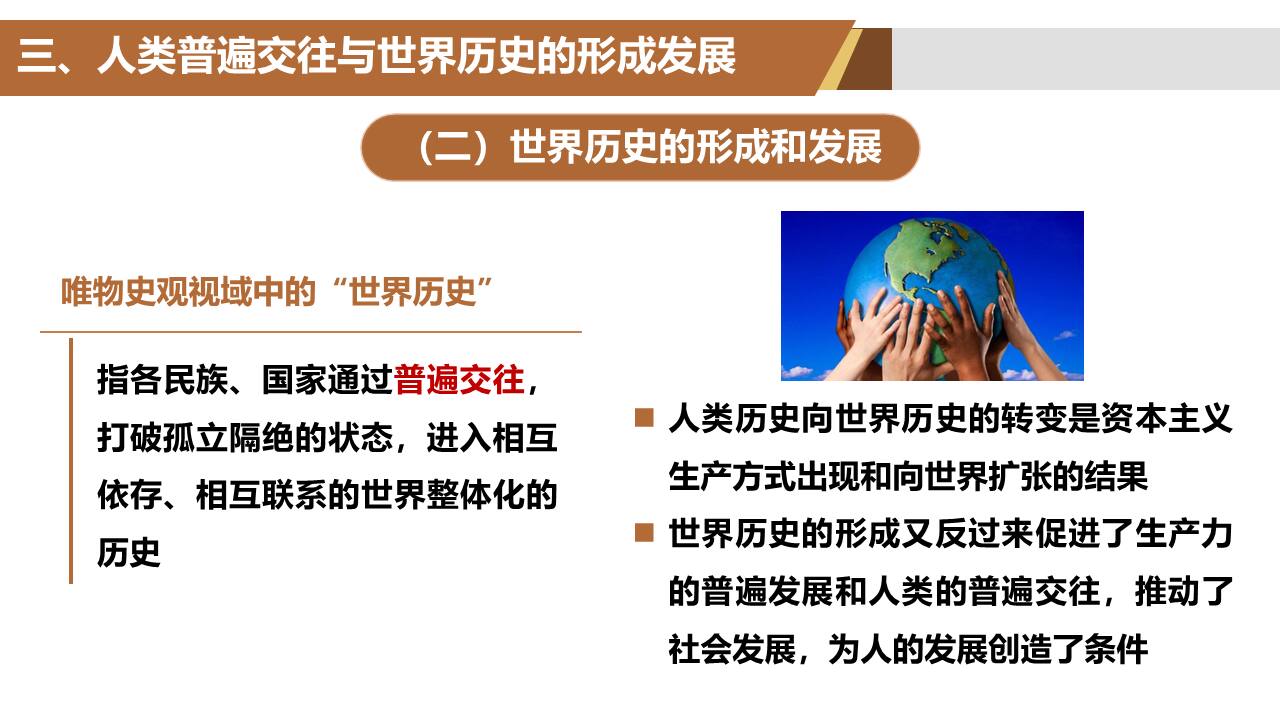 三、人类普遍交往与世界历史的形成发展
（二）世界历史的形成和发展
唯物史观视域中的“世界历史”
指各民族、国家通过普遍交往，
打破孤立隔绝的状态，进入相互
依存、相互联系的世界整体化的
历史
人类历史向世界历史的转变是资本主义
生产方式出现和向世界扩张的结果
世界历史的形成又反过来促进了生产力
的普遍发展和人类的普遍交往，推动了
社会发展，为人的发展创造了条件